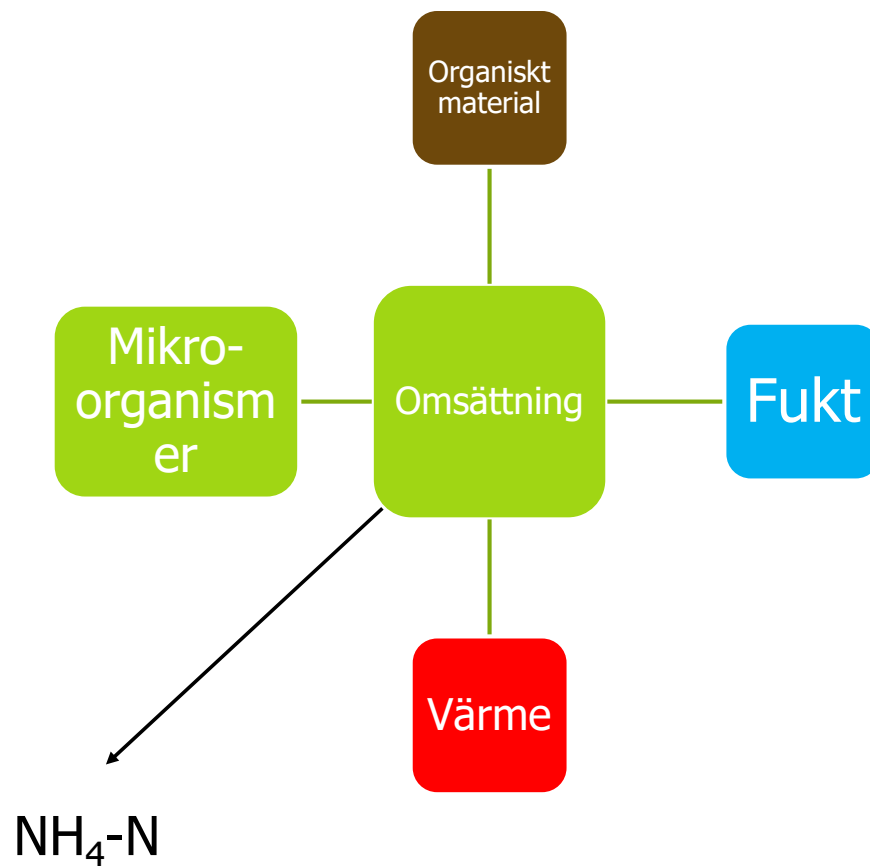 Organiskt
material
Mikro-
organism
er
Omsättning
Fukt
Värme
NH₄-N